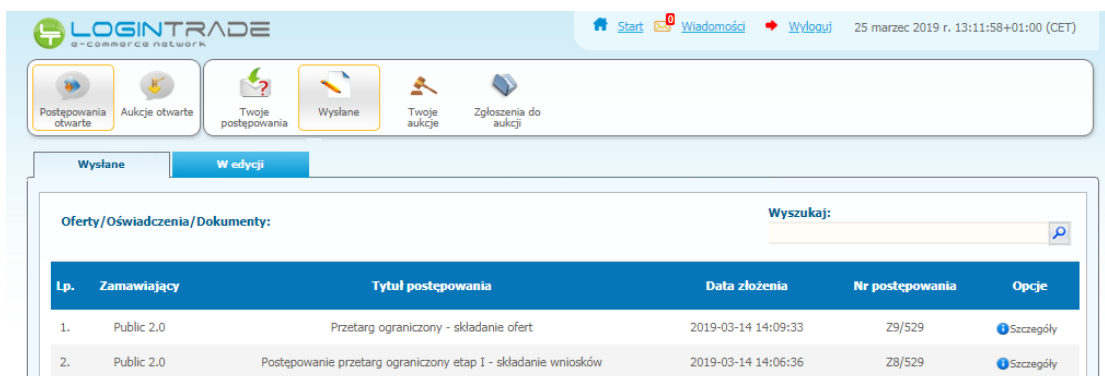 LOGINTRADE
e-commerce network
Start 0 Wiadomości Wyloguj 25 marzec 2019 r. 13:11:58+01:00 (CET)
Postępowania otwarte
Aukcje otwarte
Twoje postępowania
Wysłane
Twoje aukcje
Zgłoszenia do aukcji
Wysłane W edycji
Oferty/Oświadczenia/Dokumenty:
Wyszukaj:
Lp. Zamawiający Tytuł postępowania Data złożenia Nr postępowania Opcje
1. Public 2.0 Przetarg ograniczony - składanie ofert 2019-03-14 14:09:33 Z9/529 Szczegóły
2. Public 2.0 Postępowanie przetarg ograniczony etap I - składanie wniosków 2019-03-14 14:06:36 Z8/529 Szczegóły